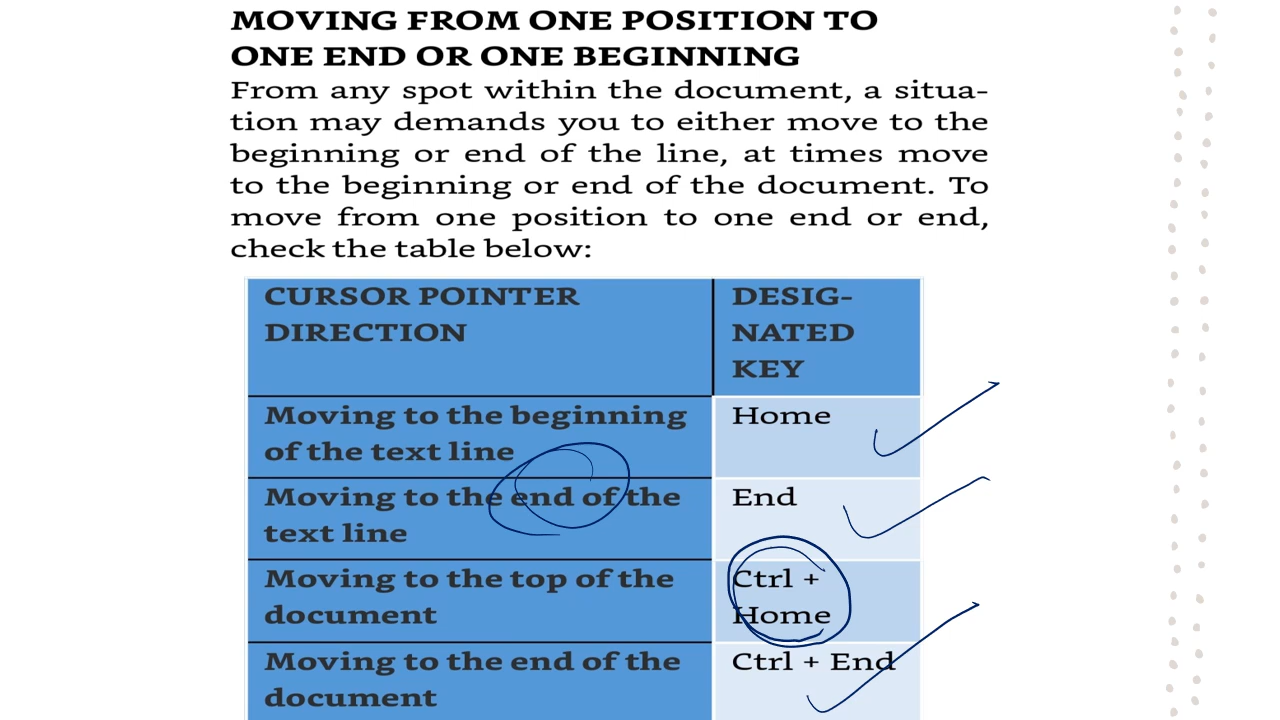 MOVING FROM ONE POSITION TO
ONE END OR ONE BEGINNING
From any spot within the document, a situa-
tion may demands you to either move to the
beginning or end of the line, at times move
to the beginning or end of the document. To
move from one position to one end or end,
check the table below:
CURSOR POINTER
DIRECTION
DESIG-
NATED
KEY
Moving to the beginning
of the text line
Home
Moving to the end of the
text line
End
Moving to the top of the
document
Ctrl +
Home
Moving to the end of the
document
Ctrl + End